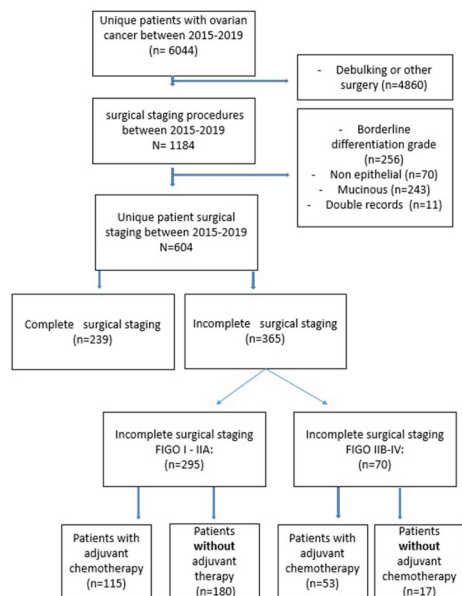 Unique patients with ovarian
cancer between 2015-2019
(n= 6044)
- Debulking or other
surgery (n=4860)
surgical staging procedures
between 2015-2019
N= 1184
- Borderline
differentiation grade
(n=256)
- Non epithelial (n=70)
- Mucinous (n=243)
- Double records (n=11)
Unique patient surgical
staging between 2015-2019
N=604
Complete surgical staging
(n=239)
Incomplete surgical staging
(n=365)
Incomplete surgical staging
FIGO I - IIA:
(n=295)
Incomplete surgical staging
FIGO IIB-IV:
(n=70)
Patients with
adjuvant
chemotherapy
(n=115)
Patients
without
adjuvant
therapy
(n=180)
Patients with
adjuvant
chemotherapy
(n=53)
Patients
without
adjuvant
chemotherapy
(n=17)